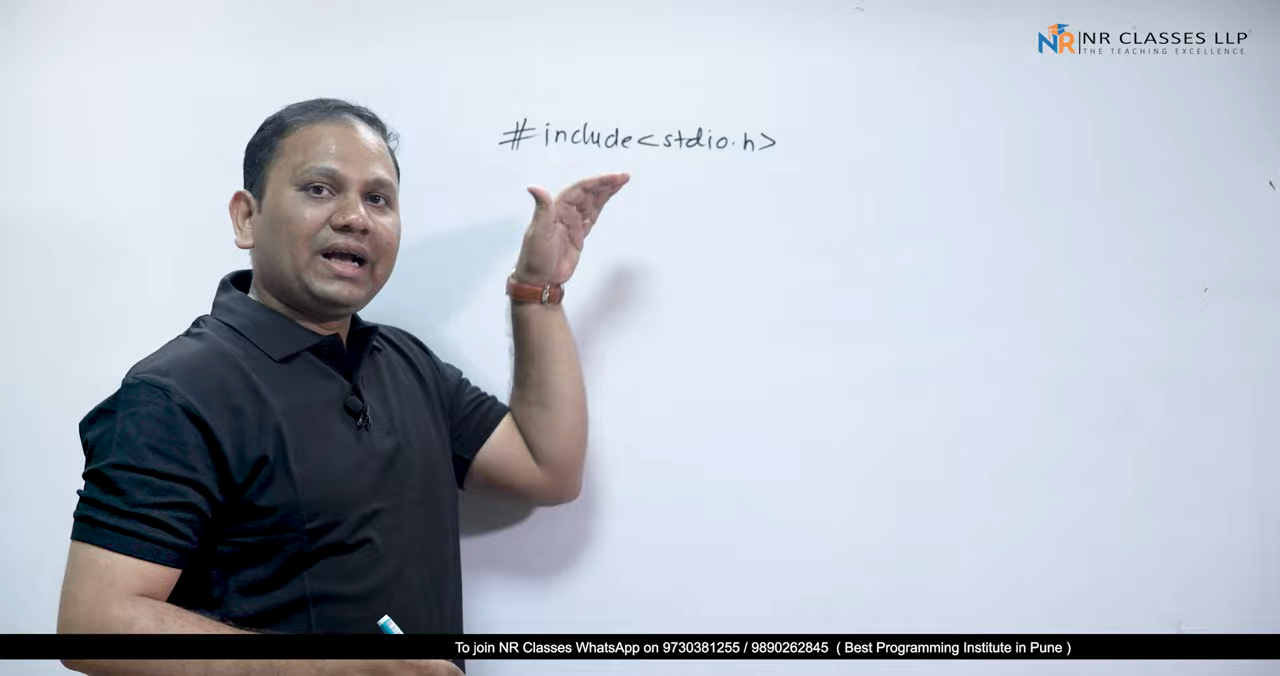 NR NR CLASSES LLP
THE TEACHING EXCELLENCE
#include<stdio.h>
To join NR Classes WhatsApp on 9730381255 / 9890262845 ( Best Programming Institute in Pune )